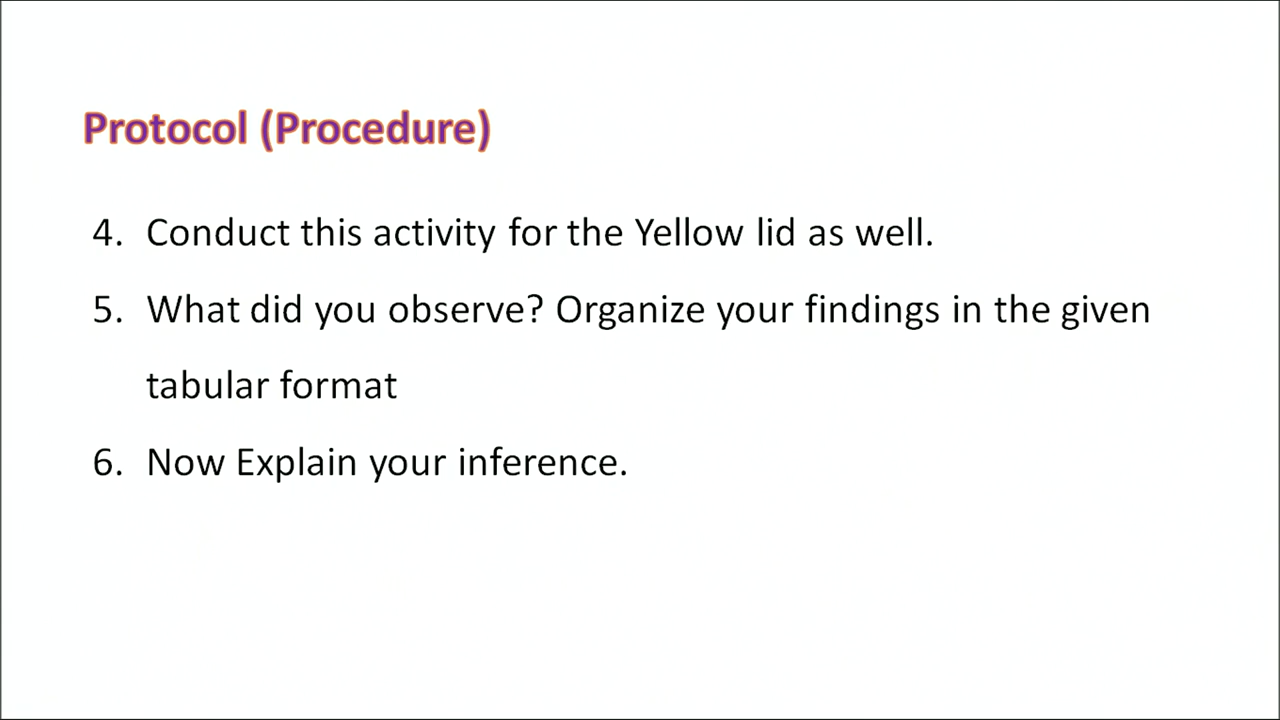 Protocol (Procedure)
4. Conduct this activity for the Yellow lid as well.
5. What did you observe? Organize your findings in the given
tabular format
6. Now Explain your inference.